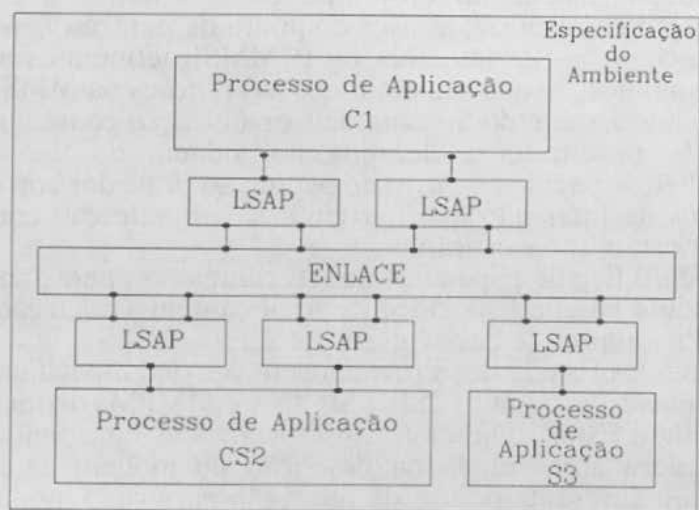 Especificação
do
Ambiente
Processo de Aplicação
C1
LSAP
LSAP
ENLACE
LSAP
LSAP
LSAP
Processo de Aplicação
CS2
Processo
de
Aplicação
S3